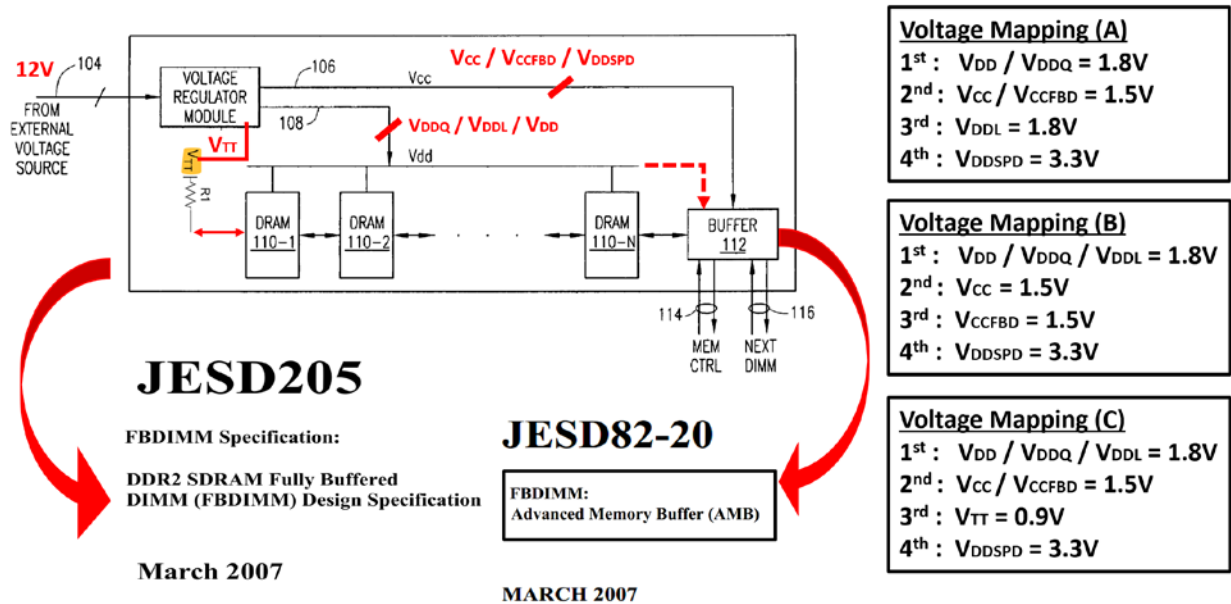 12V
104
FROM
EXTERNAL
VOLTAGE
SOURCE
VOLTAGE
REGULATOR
MODULE
106
Vcc
VCC / VCCFBD / VDDSPD
108
VDDQ / VDDL / VDD
Vdd
VTT
VTT
R1
DRAM
110-1
DRAM
110-2
. . .
DRAM
110-N
BUFFER
112
114
116
MEM
CTRL
NEXT
DIMM
JESD205
FBDIMM Specification:
DDR2 SDRAM Fully Buffered
DIMM (FBDIMM) Design Specification
March 2007
JESD82-20
FBDIMM:
Advanced Memory Buffer (AMB)
MARCH 2007
Voltage Mapping (A)
1st : VDD / VDDQ = 1.8V
2nd : VCC / VCCFBD = 1.5V
3rd : VDDL = 1.8V
4th : VDDSPD = 3.3V
Voltage Mapping (B)
1st : VDD / VDDQ / VDDL = 1.8V
2nd : VCC = 1.5V
3rd : VCCFBD = 1.5V
4th : VDDSPD = 3.3V
Voltage Mapping (C)
1st : VDD / VDDQ / VDDL = 1.8V
2nd : VCC / VCCFBD = 1.5V
3rd : VTT = 0.9V
4th : VDDSPD = 3.3V